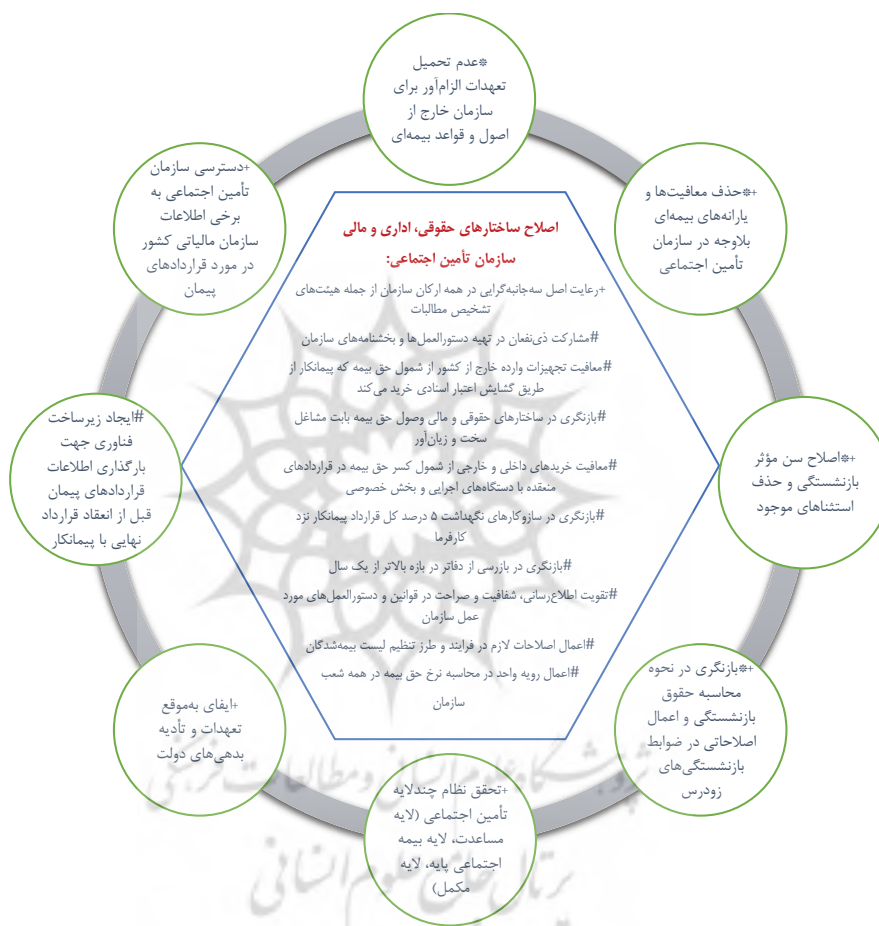 *عدم تحمیل
تعهدات الزام‌آور برای
سازمان خارج از
اصول و قواعد بیمه‌ای
+*حذف معافیت‌ها و
یارانه‌های بیمه‌ای
بلاوجه در سازمان
تأمین اجتماعی
+*اصلاح سن مؤثر
بازنشستگی و حذف
استثناهای موجود
+*بازنگری در نحوه
محاسبه حقوق
بازنشستگی و اعمال
اصلاحاتی در ضوابط
بازنشستگی‌های
زودرس
+تحقق نظام چندلایه
تأمین اجتماعی (لایه
مساعدت، لایه بیمه
اجتماعی پایه، لایه
مکمل)
+ایفای به‌موقع
تعهدات و تأدیه
بدهی‌های دولت
#ایجاد زیرساخت
فناوری جهت
بارگذاری اطلاعات
قراردادهای پیمان
قبل از انعقاد قرارداد
نهایی با پیمانکار
+دسترسی سازمان
تأمین اجتماعی به
برخی اطلاعات
سازمان مالیاتی کشور
در مورد قراردادهای
پیمان
اصلاح ساختارهای حقوقی، اداری و مالی
سازمان تأمین اجتماعی:
+رعایت اصل سه‌جانبه‌گرایی در همه ارکان سازمان از جمله هیئت‌های
تشخیص مطالبات
#مشارکت ذی‌نفعان در تهیه دستورالعمل‌ها و بخشنامه‌های سازمان
#معافیت تجهیزات وارده خارج از کشور از شمول حق بیمه که پیمانکار از
طریق گشایش اعتبار اسنادی خرید می‌کند
#بازنگری در ساختارهای حقوقی و مالی وصول حق بیمه بابت مشاغل
سخت و زیان‌آور
#معافیت خریدهای داخلی و خارجی از شمول کسر حق بیمه در قراردادهای
منعقده با دستگاه‌های اجرایی و بخش خصوصی
#بازنگری در سازوکارهای نگهداشت ۵ درصد کل قرارداد پیمانکار نزد
کارفرما
#بازنگری در بازرسی از دفاتر در بازه بالاتر از یک سال
#تقویت اطلاع‌رسانی، شفافیت و صراحت در قوانین و دستورالعمل‌های مورد
عمل سازمان
#اعمال اصلاحات لازم در فرایند و طرز تنظیم لیست بیمه‌شدگان
#اعمال رویه واحد در محاسبه نرخ حق بیمه در همه شعب
سازمان
پژوهشگاه علوم انسانی و مطالعات فرهنگی
پرتال جامع علوم انسانی